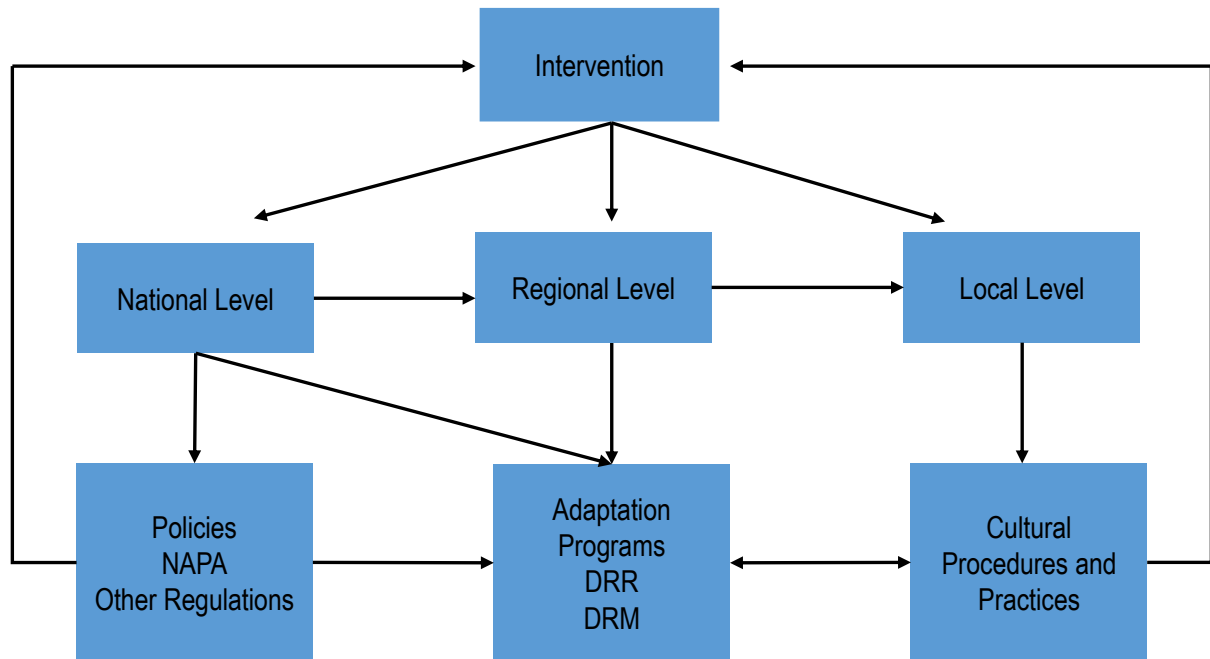 Intervention
National Level
Regional Level
Local Level
Policies
NAPA
Other Regulations
Adaptation
Programs
DRR
DRM
Cultural
Procedures and
Practices